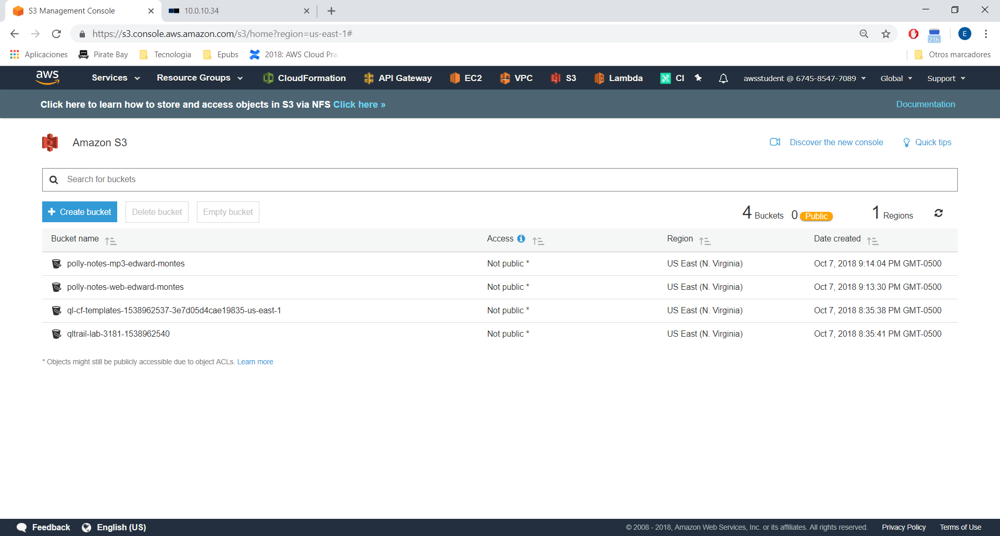 S3 Management Console
10.0.10.34
https://s3.console.aws.amazon.com/s3/home?region=us-east-1#
21h
E
Aplicaciones Pirate Bay Tecnologia Epubs 2018: AWS Cloud Pra Otros marcadores
aws Services Resource Groups CloudFormation API Gateway EC2 VPC S3 Lambda CI awsstudent @ 6745-8547-7089 Global Support
Click here to learn how to store and access objects in S3 via NFS Click here » Documentation
Amazon S3 Discover the new console Quick tips
Search for buckets
Create bucket Delete bucket Empty bucket 4 Buckets 0 Public 1 Regions
Bucket name Access Region Date created
polly-notes-mp3-edward-montes Not public * US East (N. Virginia) Oct 7, 2018 9:14:04 PM GMT-0500
polly-notes-web-edward-montes Not public * US East (N. Virginia) Oct 7, 2018 9:13:30 PM GMT-0500
ql-cf-templates-1538962537-3e7d05d4cae19835-us-east-1 Not public * US East (N. Virginia) Oct 7, 2018 8:35:38 PM GMT-0500
qltrail-lab-3181-1538962540 Not public * US East (N. Virginia) Oct 7, 2018 8:35:41 PM GMT-0500
* Objects might still be publicly accessible due to object ACLs. Learn more
Feedback English (US) © 2008 - 2018, Amazon Web Services, Inc. or its affiliates. All rights reserved. Privacy Policy Terms of Use